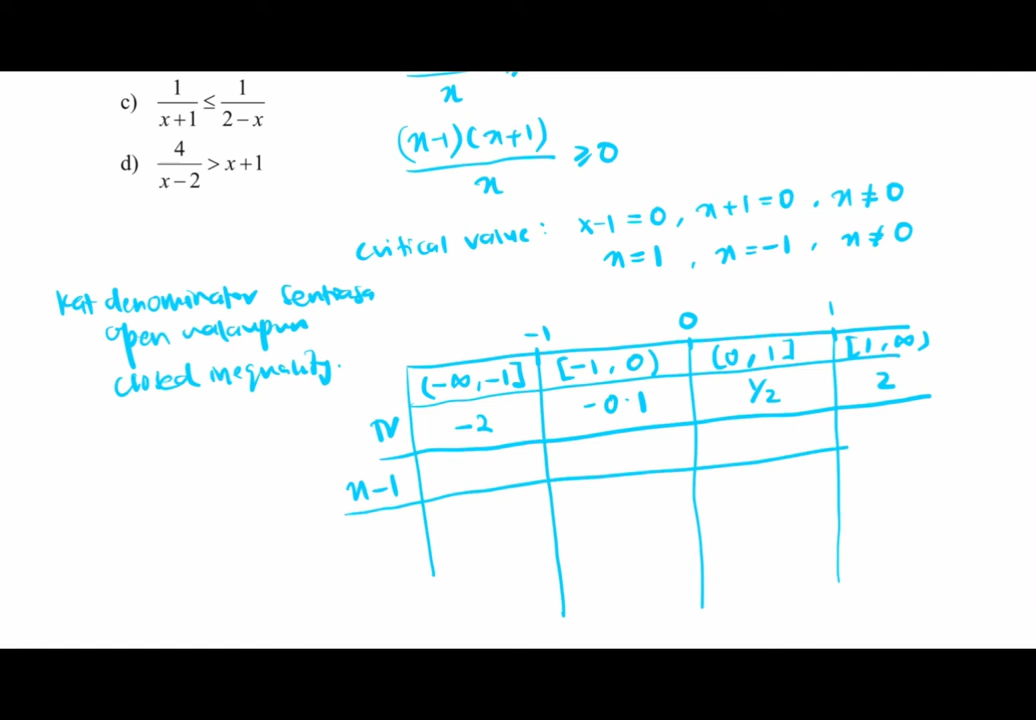 x
c) 1/(x+1) ≤ 1/(2−x)
(x-1)(x+1)/x ≥ 0
d) 4/(x−2) > x+1
critical value: x-1=0, x+1=0, x≠0
x=1, x=-1, x≠0
kat denominator sentiasa
open walaupun
closed inequality.
-1 0 1
(-∞,-1] [-1,0) (0,1] [1,∞)
TV -2 -0.1 1/2 2
x-1